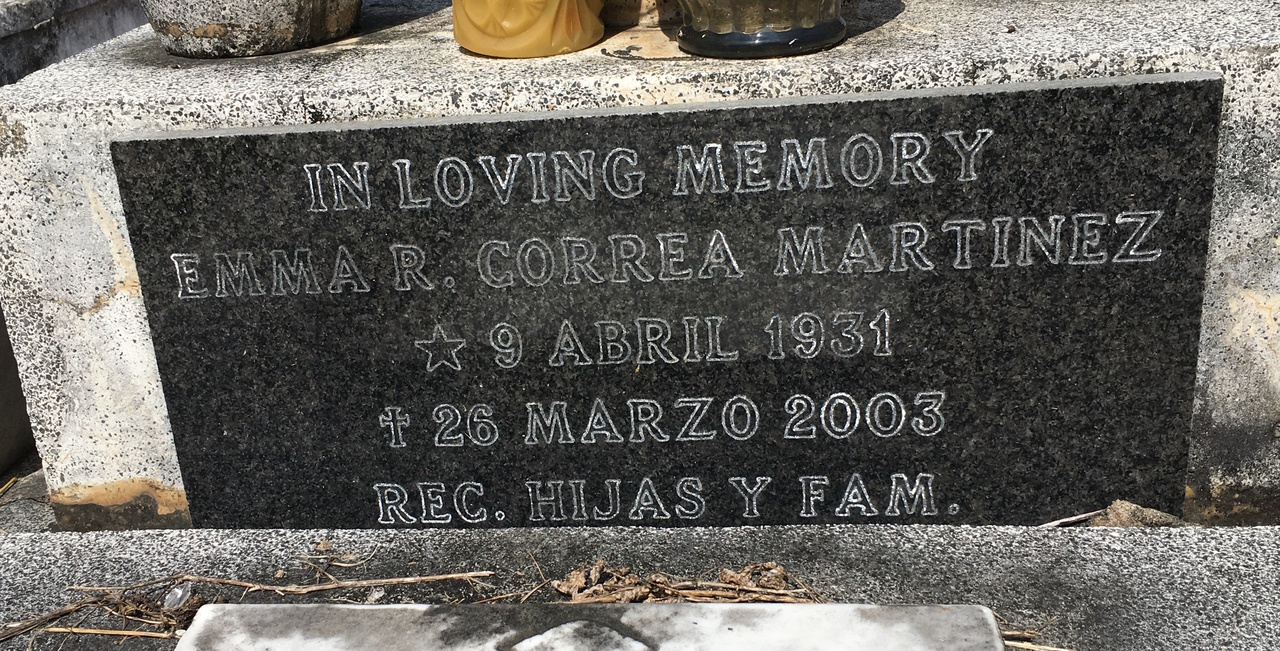 IN LOVING MEMORY
EMMA R. CORREA MARTINEZ
☆ 9 ABRIL 1931
✝ 26 MARZO 2003
REC. HIJAS Y FAM.